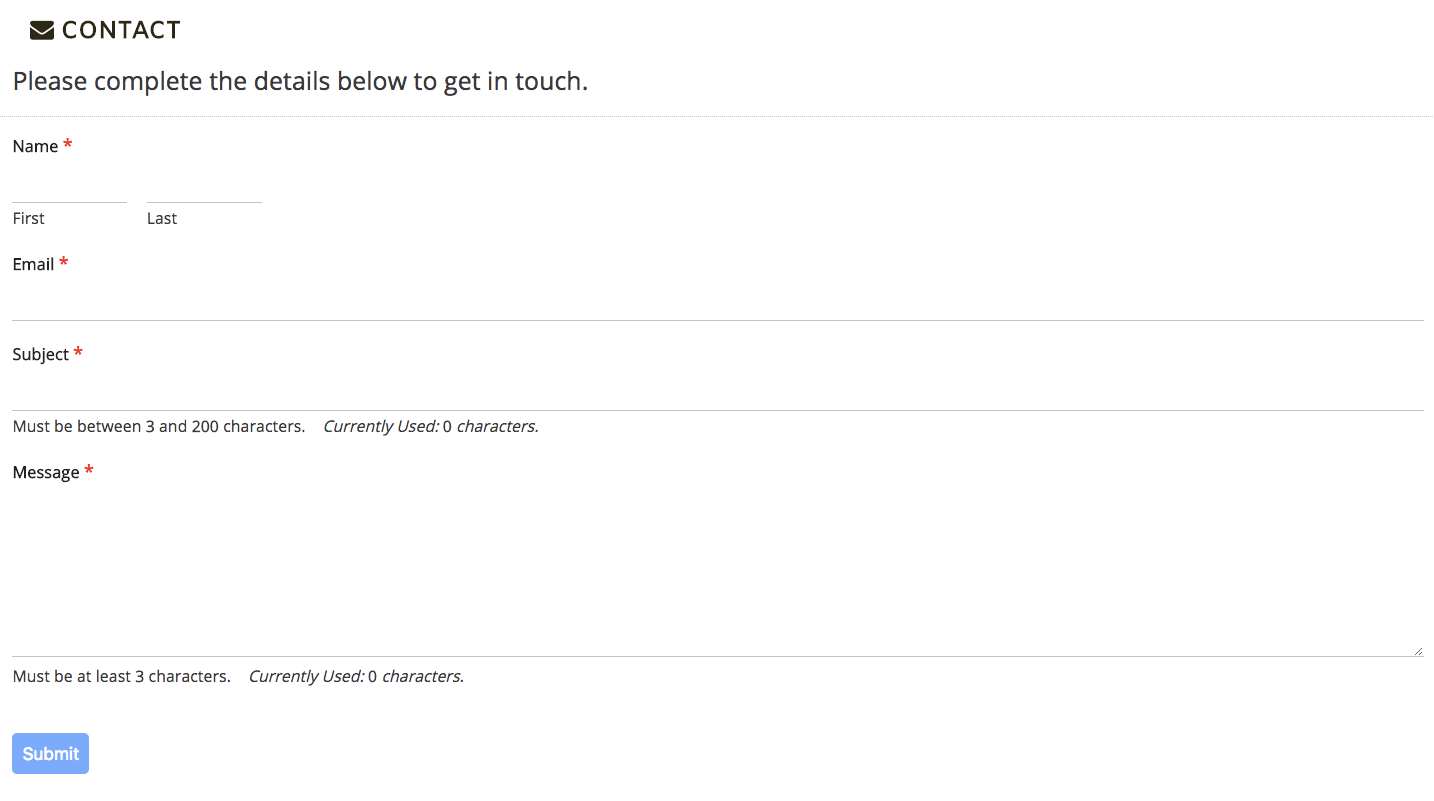 CONTACT
Please complete the details below to get in touch.
Name *
First Last
Email *
Subject *
Must be between 3 and 200 characters. Currently Used: 0 characters.
Message *
Must be at least 3 characters. Currently Used: 0 characters.
Submit